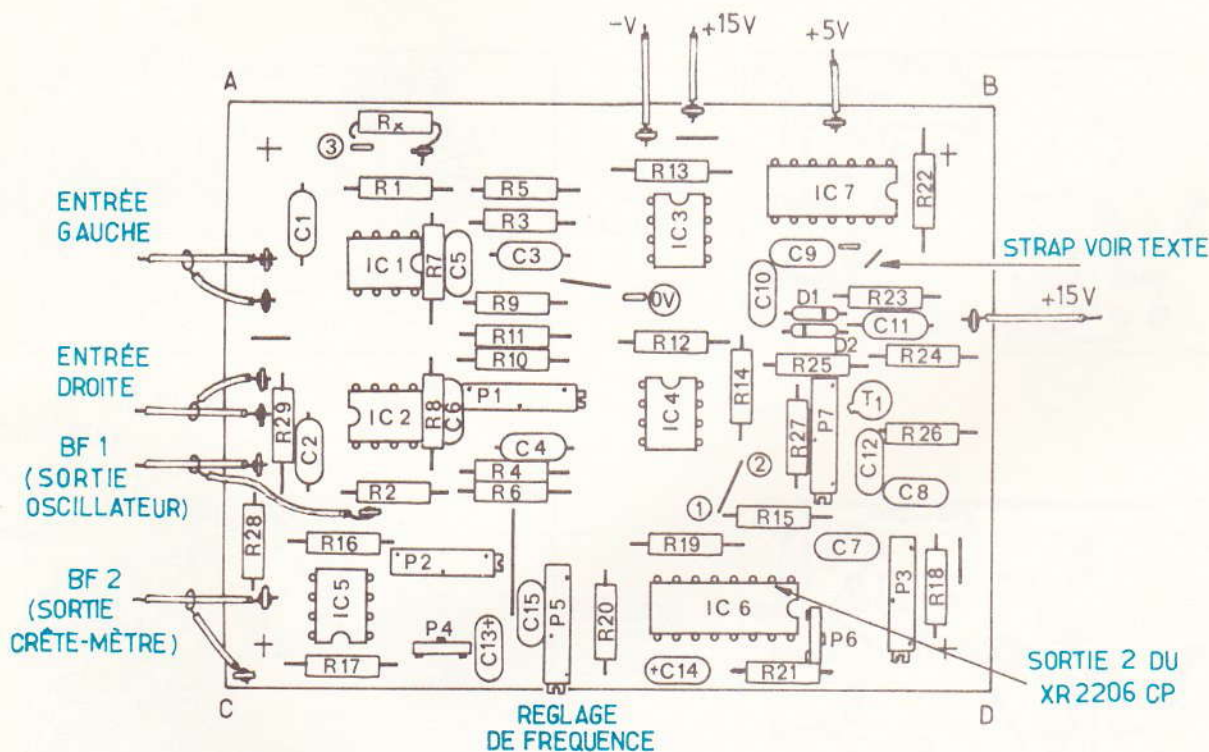 -V
+15V
+5V
A
B
Rx
3
R1
R5
R13
IC 7
R22
ENTRÉE
GAUCHE
C1
R3
IC 3
IC 1
R7
C5
C3
C9
STRAP VOIR TEXTE
C10
0V
R9
D1
R23
+15V
R11
C11
ENTRÉE
DROITE
R10
R12
D2
R24
R14
R25
R29
IC 2
R8
C6
P1
IC 4
P7
T1
BF 1
(SORTIE
OSCILLATEUR)
C2
C4
R27
R26
R4
2
C12
R2
R6
C8
1
R15
R28
R16
P2
R19
C7
BF 2
(SORTIE
CRÊTE-MÈTRE)
IC 5
C15
P5
R20
IC 6
P3
R18
P4
C13+
P6
R17
+C14
R21
SORTIE 2 DU
XR 2206 CP
C
D
REGLAGE
DE FREQUENCE